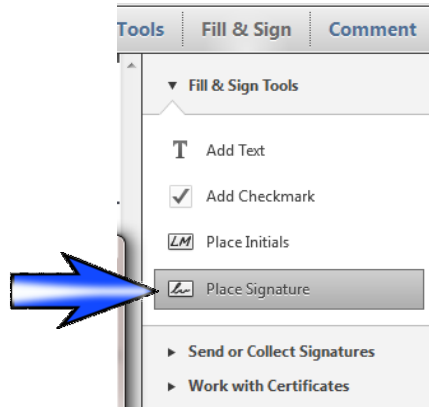 Tools Fill & Sign Comment
Fill & Sign Tools
T Add Text
Add Checkmark
LM Place Initials
Place Signature
Send or Collect Signatures
Work with Certificates